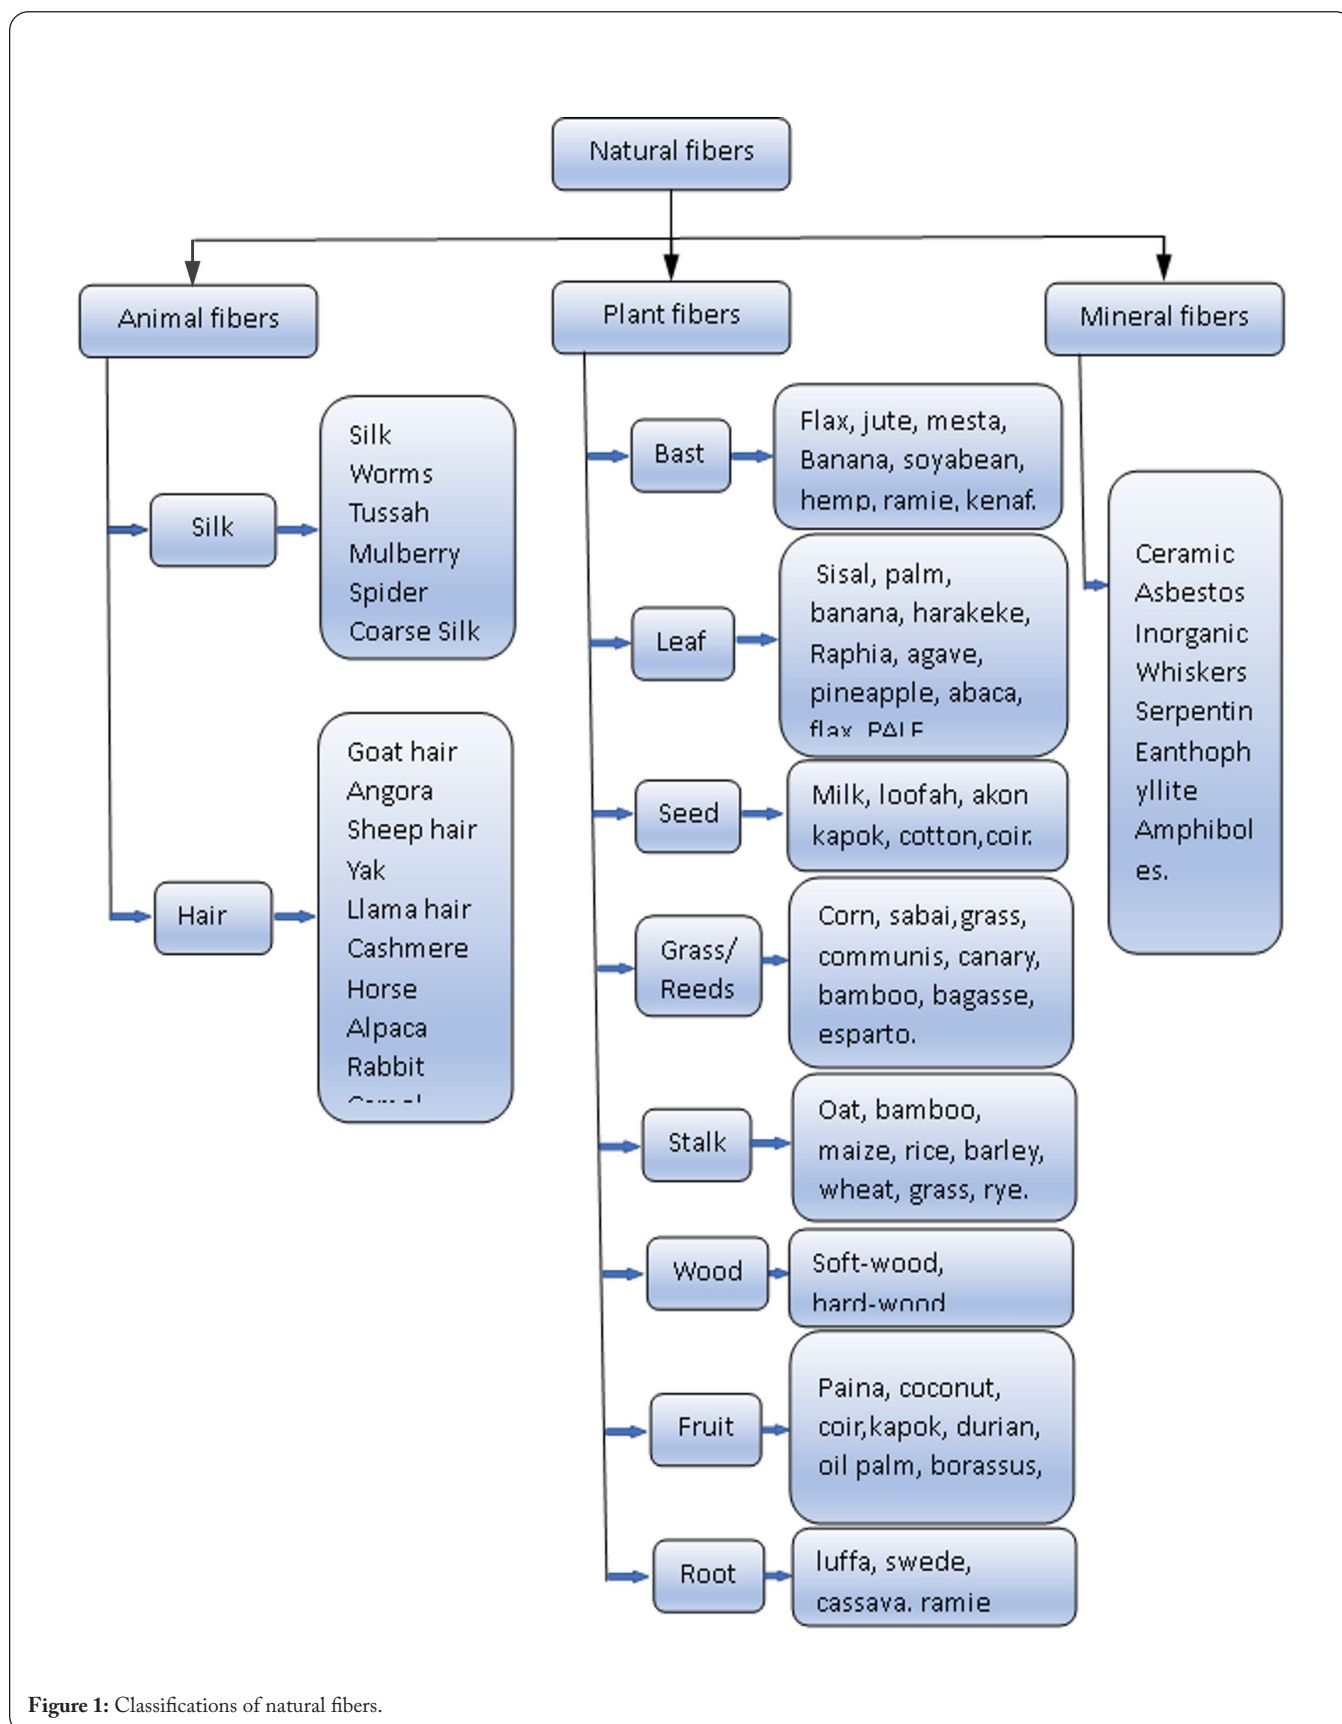 Natural fibers
Animal fibers
Plant fibers
Mineral fibers
Silk
Silk
Worms
Tussah
Mulberry
Spider
Coarse Silk
Hair
Goat hair
Angora
Sheep hair
Yak
Llama hair
Cashmere
Horse
Alpaca
Rabbit
Bast
Flax, jute, mesta,
Banana, soyabean,
hemp, ramie, kenaf.
Leaf
Sisal, palm,
banana, harakeke,
Raphia, agave,
pineapple, abaca,
flax, PALF
Seed
Milk, loofah, akon
kapok, cotton,coir.
Grass/
Reeds
Corn, sabai,grass,
communis, canary,
bamboo, bagasse,
esparto.
Stalk
Oat, bamboo,
maize, rice, barley,
wheat, grass, rye.
Wood
Soft-wood,
hard-wood
Fruit
Paina, coconut,
coir,kapok, durian,
oil palm, borassus,
Root
luffa, swede,
cassava. ramie
Ceramic
Asbestos
Inorganic
Whiskers
Serpentin
Eanthoph
yllite
Amphibol
es.
Figure 1: Classifications of natural fibers.